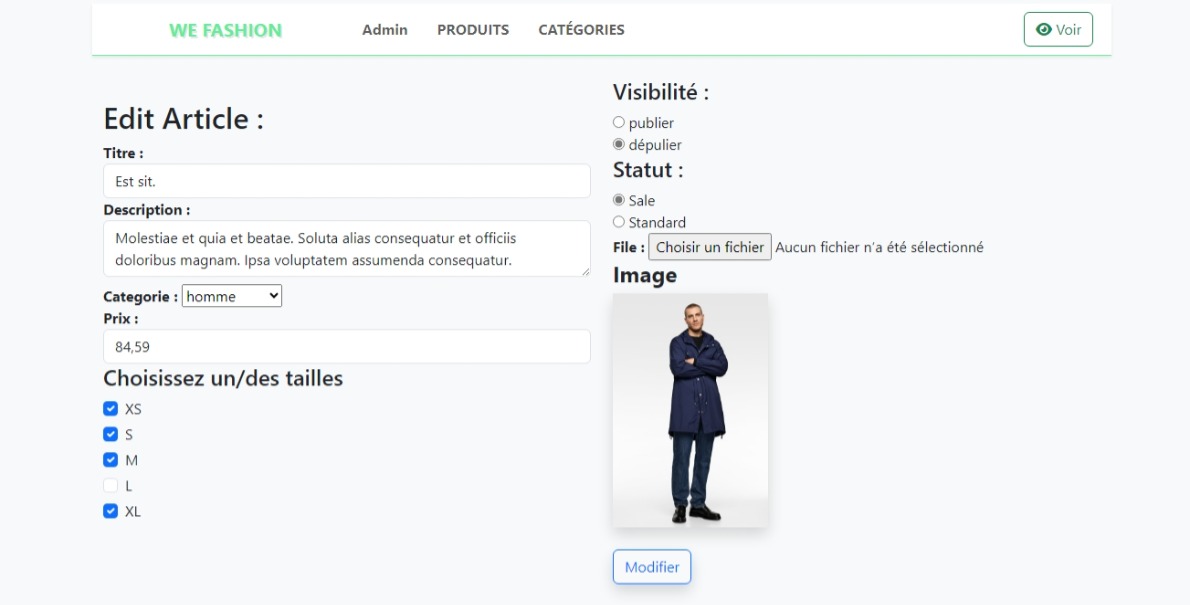 WE FASHION Admin PRODUITS CATÉGORIES Voir
Edit Article :
Titre :
Est sit.
Description :
Molestiae et quia et beatae. Soluta alias consequatur et officiis
doloribus magnam. Ipsa voluptatem assumenda consequatur.
Categorie : homme
Prix :
84,59
Choisissez un/des tailles
XS
S
M
L
XL
Visibilité :
publier
dépulier
Statut :
Sale
Standard
File : Choisir un fichier Aucun fichier n’a été sélectionné
Image
Modifier